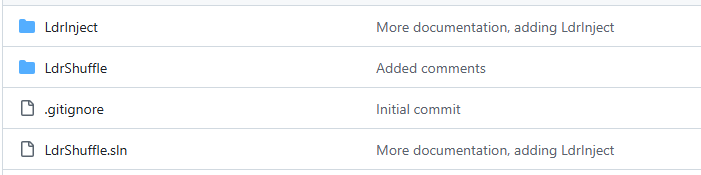 LdrInject More documentation, adding LdrInject
LdrShuffle Added comments
.gitignore Initial commit
LdrShuffle.sln More documentation, adding LdrInject